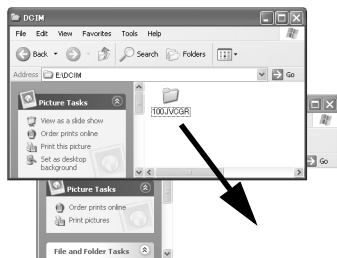 DCIM
File Edit View Favorites Tools Help
Back Search Folders
Address E:\DCIM Go
Picture Tasks
View as a slide show
Order prints online
Print this picture
Set as desktop
background
100JVCGR
Go
Picture Tasks
Order prints online
Print pictures
File and Folder Tasks